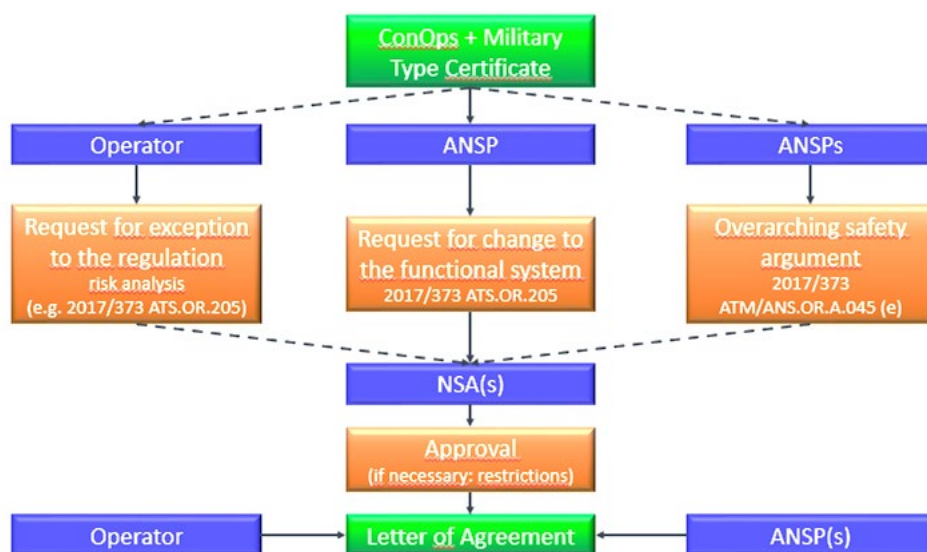 ConOps + Military
Type Certificate
Operator
ANSP
ANSPs
Request for exception
to the regulation
risk analysis
(e.g. 2017/373 ATS.OR.205)
Request for change to
the functional system
2017/373 ATS.OR.205
Overarching safety
argument
2017/373
ATM/ANS.OR.A.045 (e)
NSA(s)
Approval
(if necessary: restrictions)
Operator
Letter of Agreement
ANSP(s)